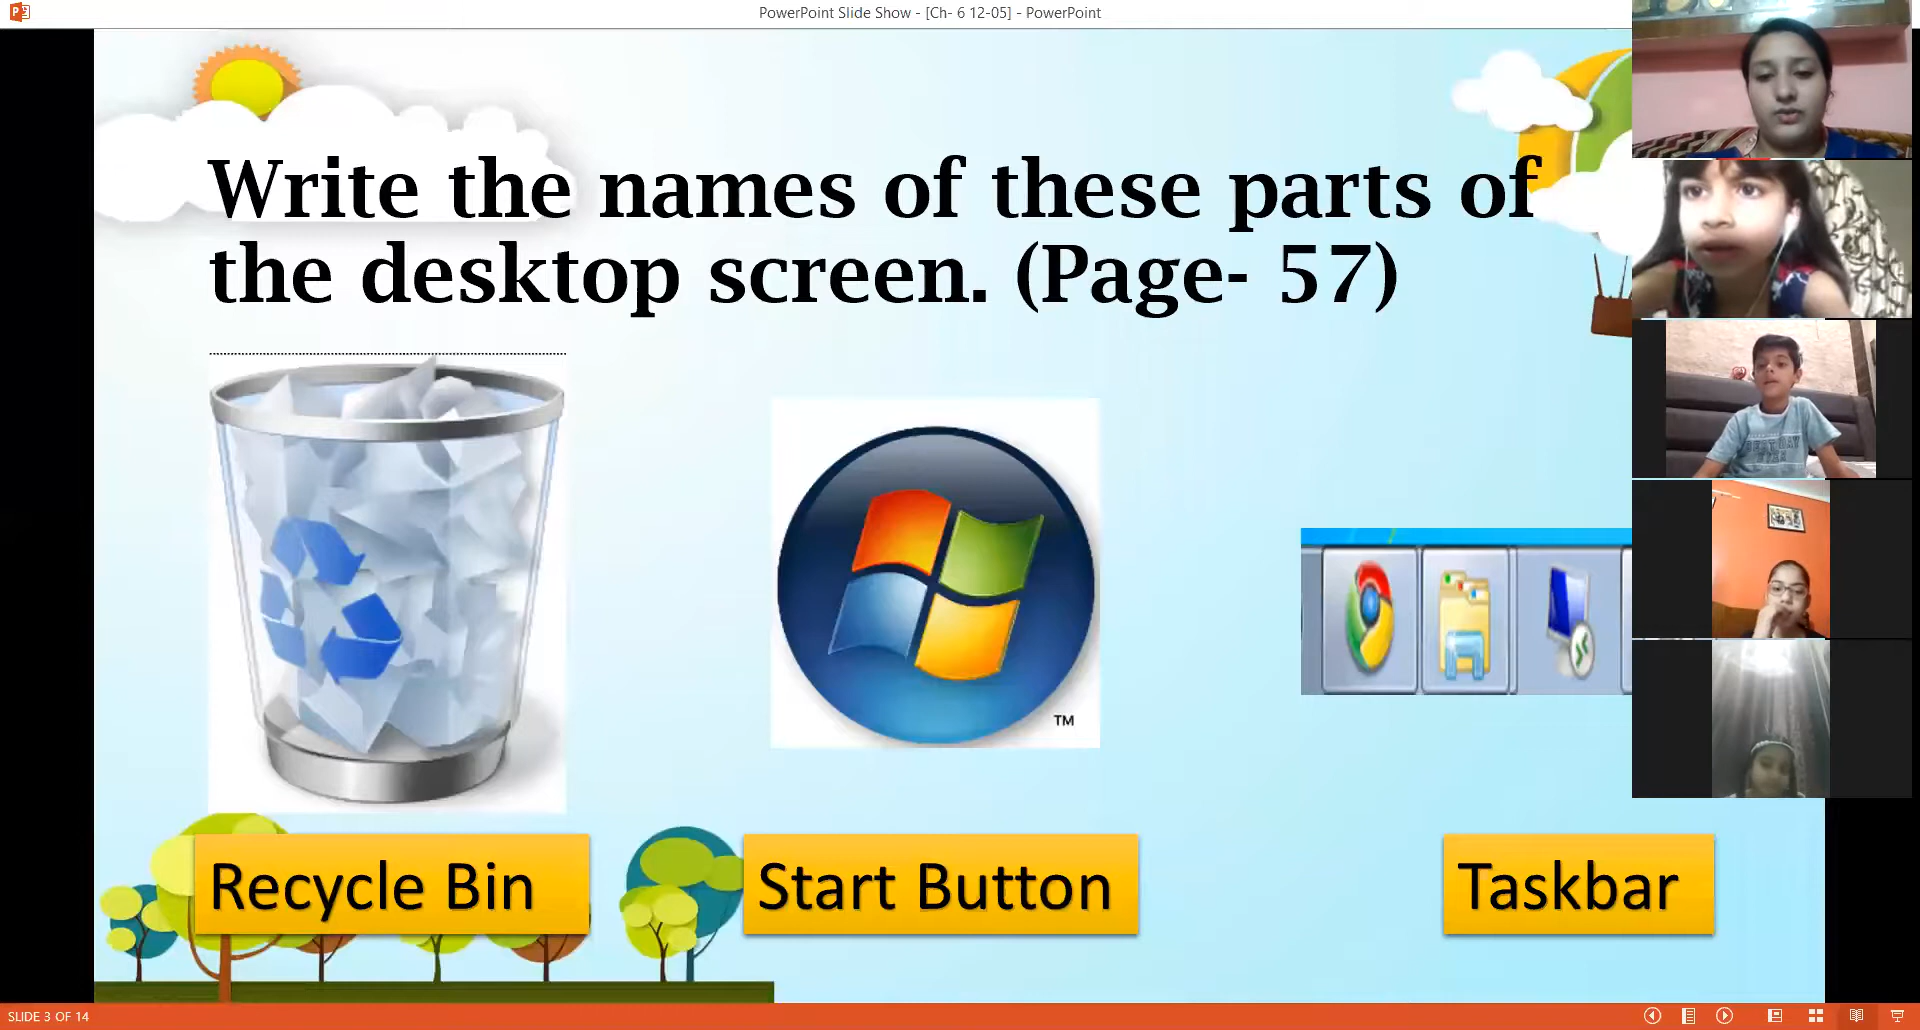 PowerPoint Slide Show - [Ch- 6 12-05] - PowerPoint
Write the names of these parts of
the desktop screen. (Page- 57)
TM
Recycle Bin
Start Button
Taskbar
SLIDE 3 OF 14